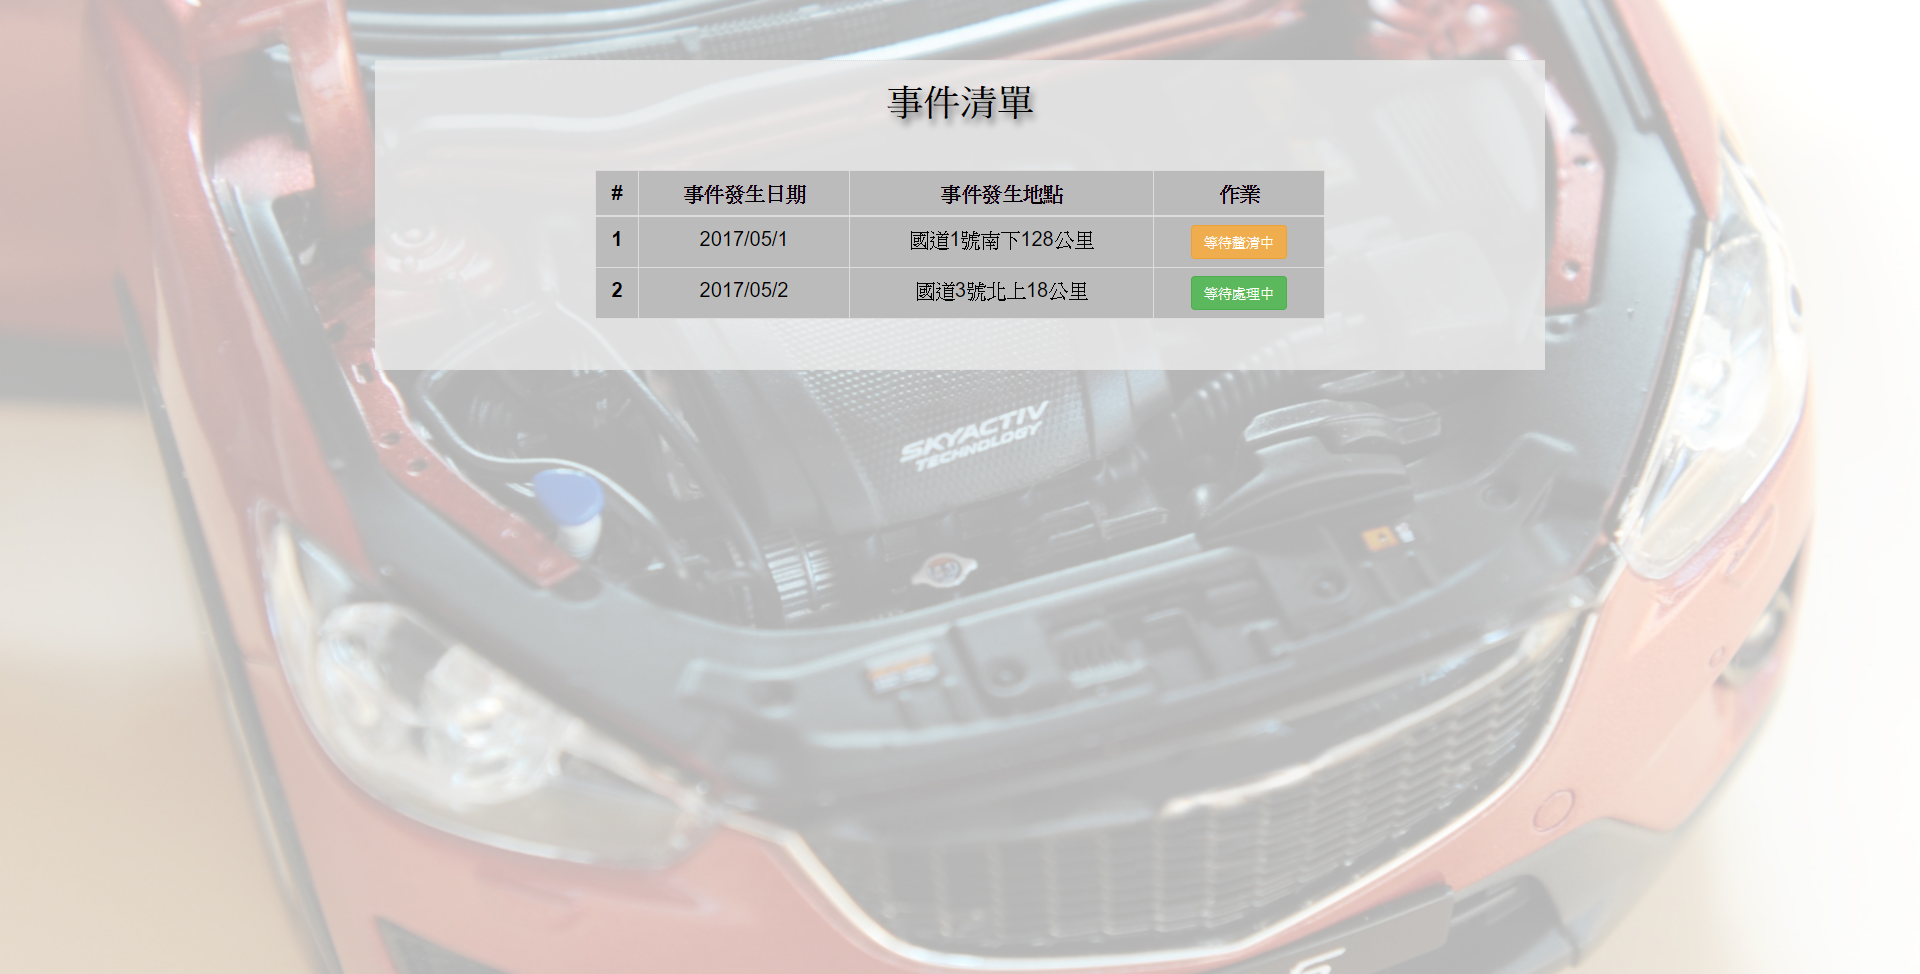 事件清單
# 事件發生日期 事件發生地點 作業
1 2017/05/1 國道1號南下128公里 等待釐清中
2 2017/05/2 國道3號北上18公里 等待處理中
SKYACTIV
TECHNOLOGY